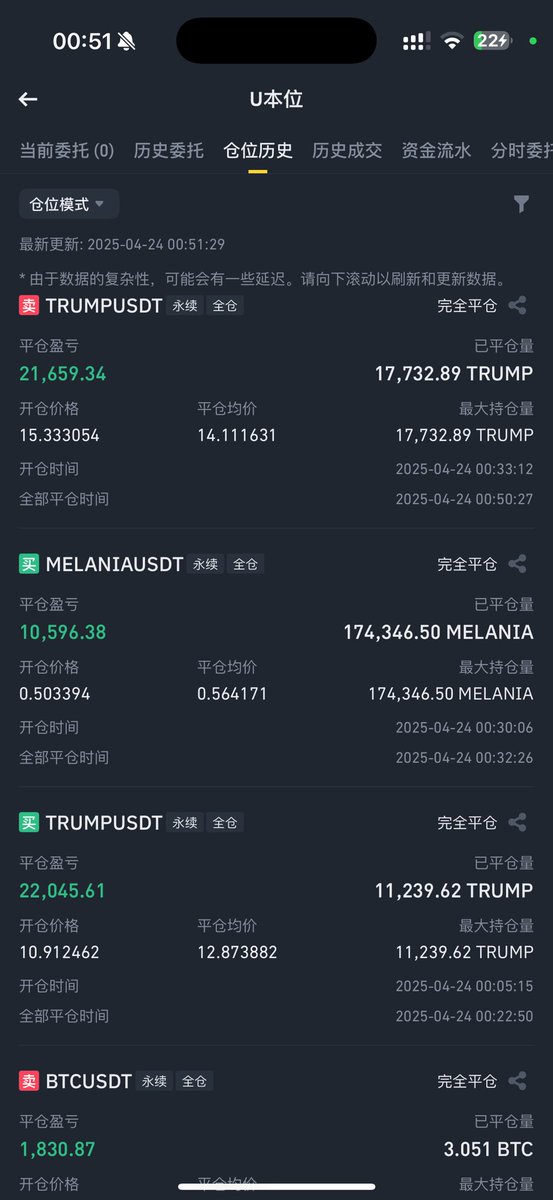 00:51 22
U本位
当前委托 (0) 历史委托 仓位历史 历史成交 资金流水 分时委托
仓位模式
最新更新: 2025-04-24 00:51:29
* 由于数据的复杂性，可能会有一些延迟。请向下滚动以刷新和更新数据。
卖 TRUMPUSDT 永续 全仓 完全平仓
平仓盈亏 已平仓量
21,659.34 17,732.89 TRUMP
开仓价格 平仓均价 最大持仓量
15.333054 14.111631 17,732.89 TRUMP
开仓时间 2025-04-24 00:33:12
全部平仓时间 2025-04-24 00:50:27
买 MELANIAUSDT 永续 全仓 完全平仓
平仓盈亏 已平仓量
10,596.38 174,346.50 MELANIA
开仓价格 平仓均价 最大持仓量
0.503394 0.564171 174,346.50 MELANIA
开仓时间 2025-04-24 00:30:06
全部平仓时间 2025-04-24 00:32:26
买 TRUMPUSDT 永续 全仓 完全平仓
平仓盈亏 已平仓量
22,045.61 11,239.62 TRUMP
开仓价格 平仓均价 最大持仓量
10.912462 12.873882 11,239.62 TRUMP
开仓时间 2025-04-24 00:05:15
全部平仓时间 2025-04-24 00:22:50
卖 BTCUSDT 永续 全仓 完全平仓
平仓盈亏 已平仓量
1,830.87 3.051 BTC
开仓价格 平仓均价 最大持仓量